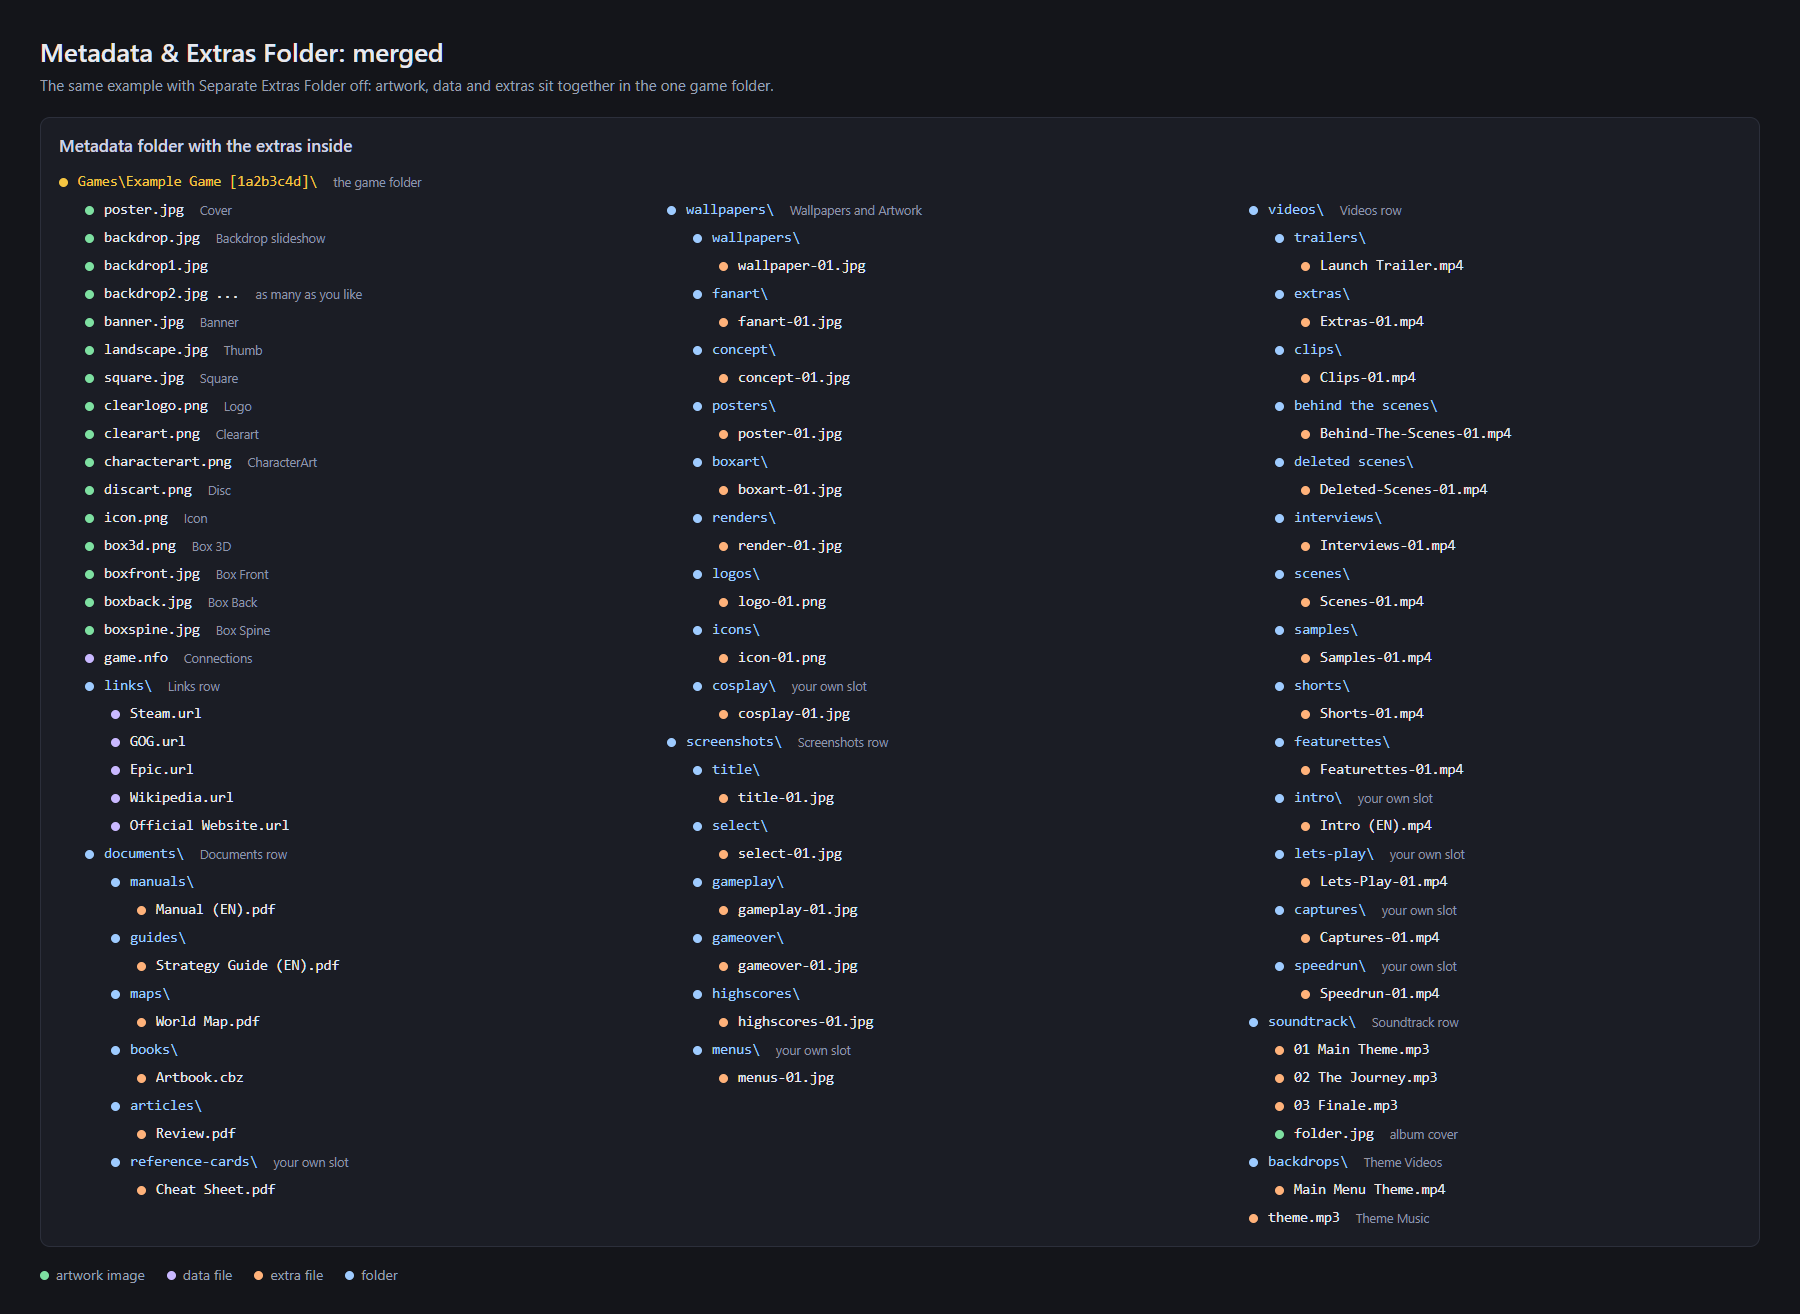 Metadata & Extras Folder: merged
The same example with Separate Extras Folder off: artwork, data and extras sit together in the one game folder.
Metadata folder with the extras inside
Games\Example Game [1a2b3c4d]\ the game folder
poster.jpg Cover
backdrop.jpg Backdrop slideshow
backdrop1.jpg
backdrop2.jpg ... as many as you like
banner.jpg Banner
landscape.jpg Thumb
square.jpg Square
clearlogo.png Logo
clearart.png Clearart
characterart.png CharacterArt
discart.png Disc
icon.png Icon
box3d.png Box 3D
boxfront.jpg Box Front
boxback.jpg Box Back
boxspine.jpg Box Spine
game.nfo Connections
links\ Links row
Steam.url
GOG.url
Epic.url
Wikipedia.url
Official Website.url
documents\ Documents row
manuals\
Manual (EN).pdf
guides\
Strategy Guide (EN).pdf
maps\
World Map.pdf
books\
Artbook.cbz
articles\
Review.pdf
reference-cards\ your own slot
Cheat Sheet.pdf
wallpapers\ Wallpapers and Artwork
wallpapers\
wallpaper-01.jpg
fanart\
fanart-01.jpg
concept\
concept-01.jpg
posters\
poster-01.jpg
boxart\
boxart-01.jpg
renders\
render-01.jpg
logos\
logo-01.png
icons\
icon-01.png
cosplay\ your own slot
cosplay-01.jpg
screenshots\ Screenshots row
title\
title-01.jpg
select\
select-01.jpg
gameplay\
gameplay-01.jpg
gameover\
gameover-01.jpg
highscores\
highscores-01.jpg
menus\ your own slot
menus-01.jpg
videos\ Videos row
trailers\
Launch Trailer.mp4
extras\
Extras-01.mp4
clips\
Clips-01.mp4
behind the scenes\
Behind-The-Scenes-01.mp4
deleted scenes\
Deleted-Scenes-01.mp4
interviews\
Interviews-01.mp4
scenes\
Scenes-01.mp4
samples\
Samples-01.mp4
shorts\
Shorts-01.mp4
featurettes\
Featurettes-01.mp4
intro\ your own slot
Intro (EN).mp4
lets-play\ your own slot
Lets-Play-01.mp4
captures\ your own slot
Captures-01.mp4
speedrun\ your own slot
Speedrun-01.mp4
soundtrack\ Soundtrack row
01 Main Theme.mp3
02 The Journey.mp3
03 Finale.mp3
folder.jpg album cover
backdrops\ Theme Videos
Main Menu Theme.mp4
theme.mp3 Theme Music
artwork image data file extra file folder